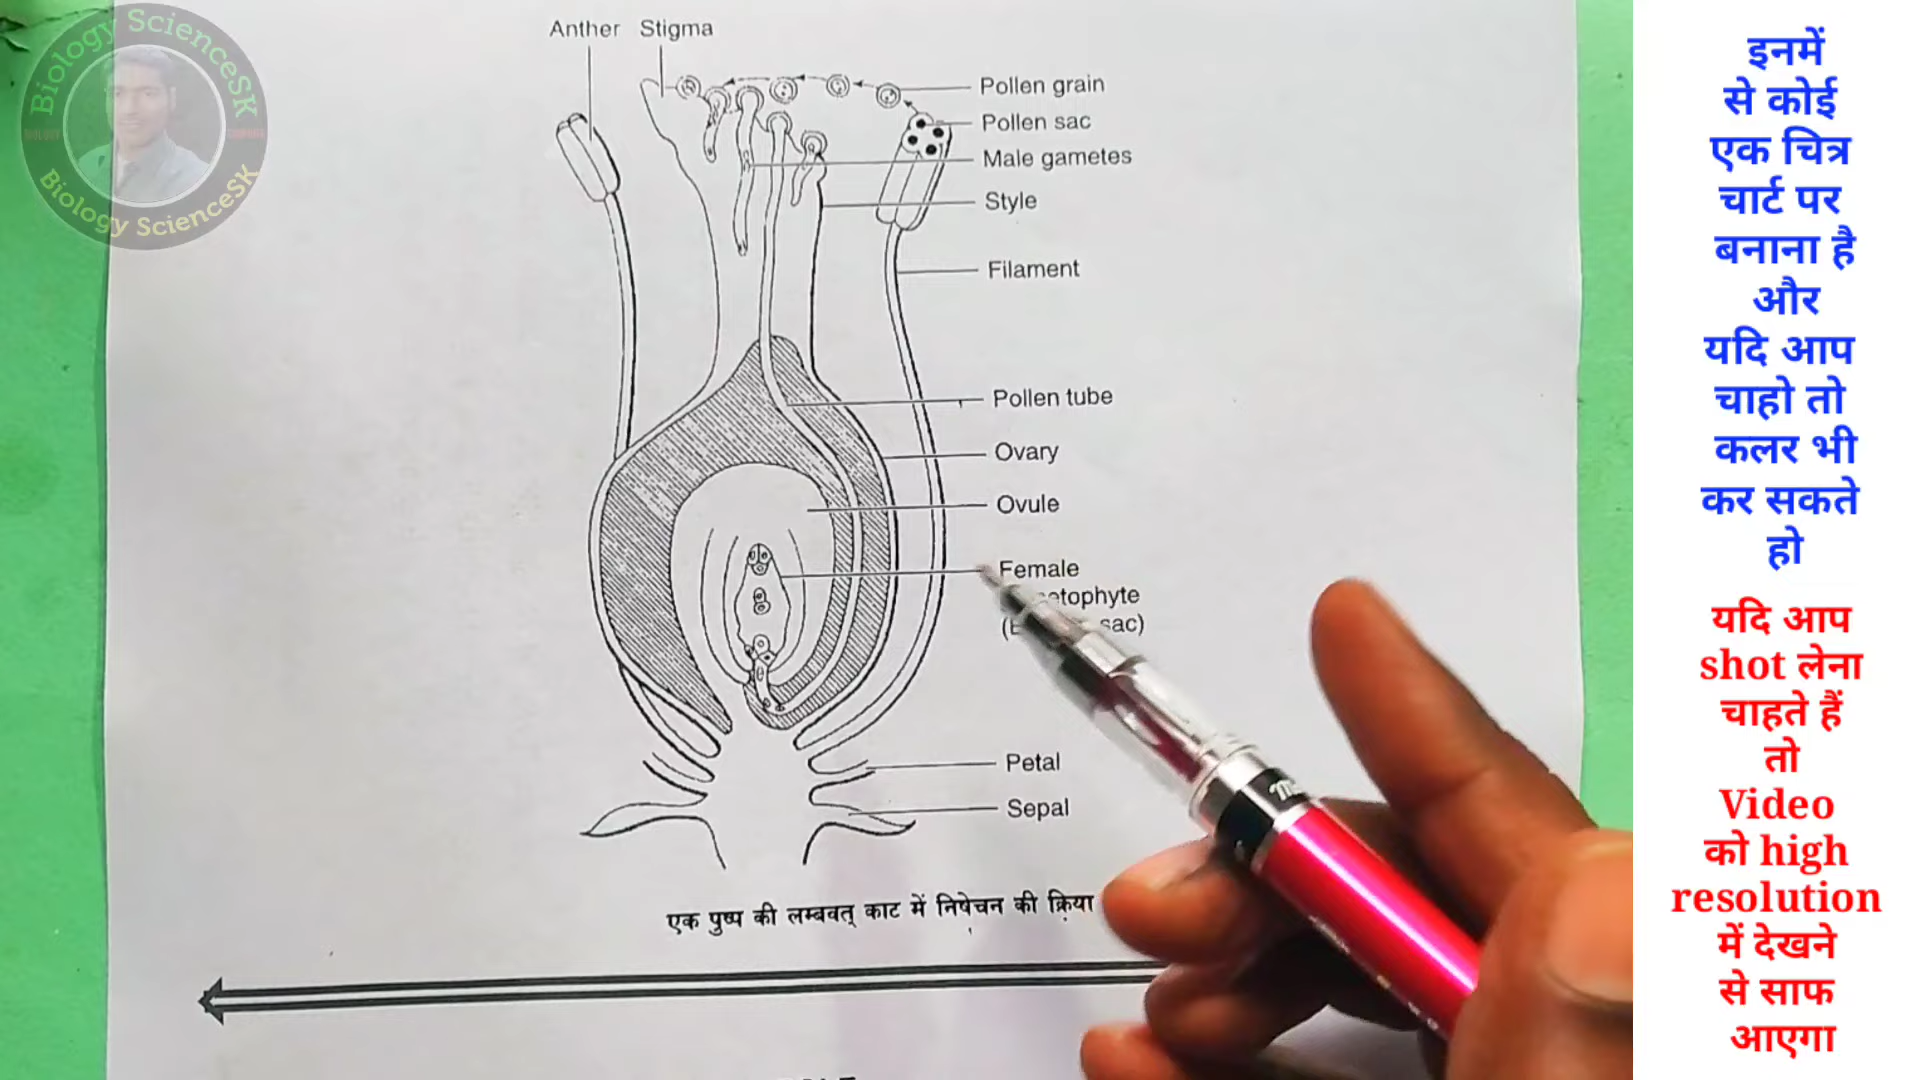 Biology ScienceSK
Biology ScienceSK
Anther Stigma
Pollen grain
Pollen sac
Male gametes
Style
Filament
Pollen tube
Ovary
Ovule
Female
sac)
Petal
Sepal
एक पुष्प की लम्बवत् काट में निषेचन की क्रिया
इनमें
से कोई
एक चित्र
चार्ट पर
बनाना है
और
यदि आप
चाहो तो
कलर भी
कर सकते
हो
यदि आप
shot लेना
चाहते हैं
तो
Video
को high
resolution
में देखने
से साफ
आएगा